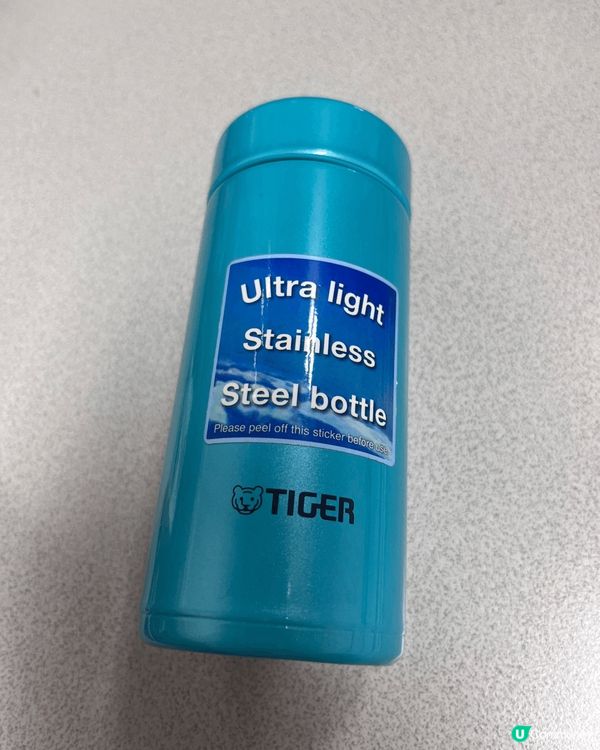 Ultra light
Stainless
Steel bottle
Please peel off this sticker before use.
TIGER